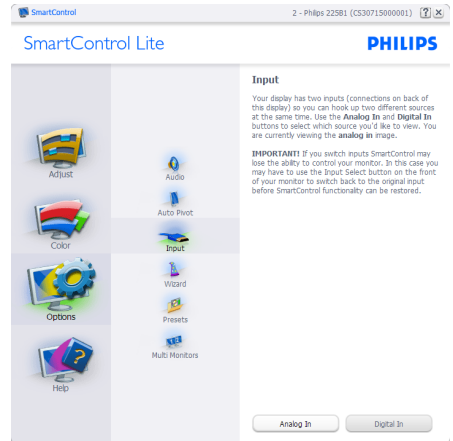 SmartControl
2 - Philips 225B1 (CS30715000001)
SmartControl Lite
PHILIPS
Adjust
Color
Options
Help
Audio
Auto Pivot
Input
Wizard
Presets
Multi Monitors
Input
Your display has two inputs (connections on back of
this display) so you can hook up two different sources
at the same time. Use the Analog In and Digital In
buttons to select which source you'd like to view. You
are currently viewing the analog in image.
IMPORTANT! If you switch inputs SmartControl may
lose the ability to control your monitor. In this case you
may have to use the Input Select button on the front
of your monitor to switch back to the original input
before SmartControl functionality can be restored.
Analog In
Digital In